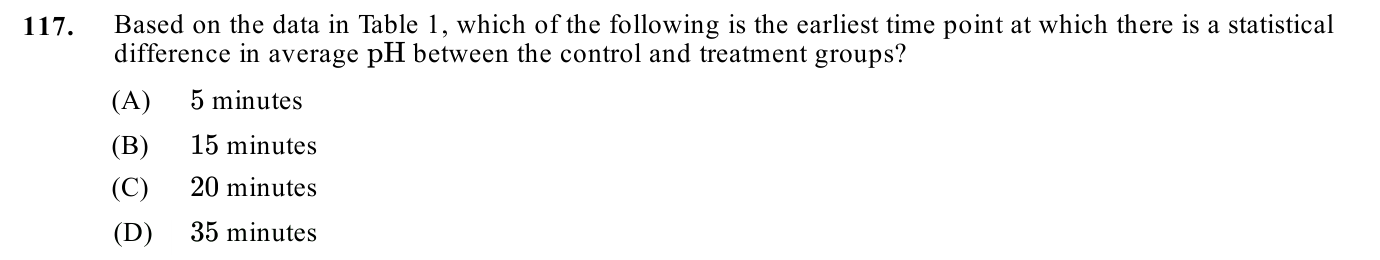 117. Based on the data in Table 1, which of the following is the earliest time point at which there is a statistical
difference in average pH between the control and treatment groups?
(A) 5 minutes
(B) 15 minutes
(C) 20 minutes
(D) 35 minutes